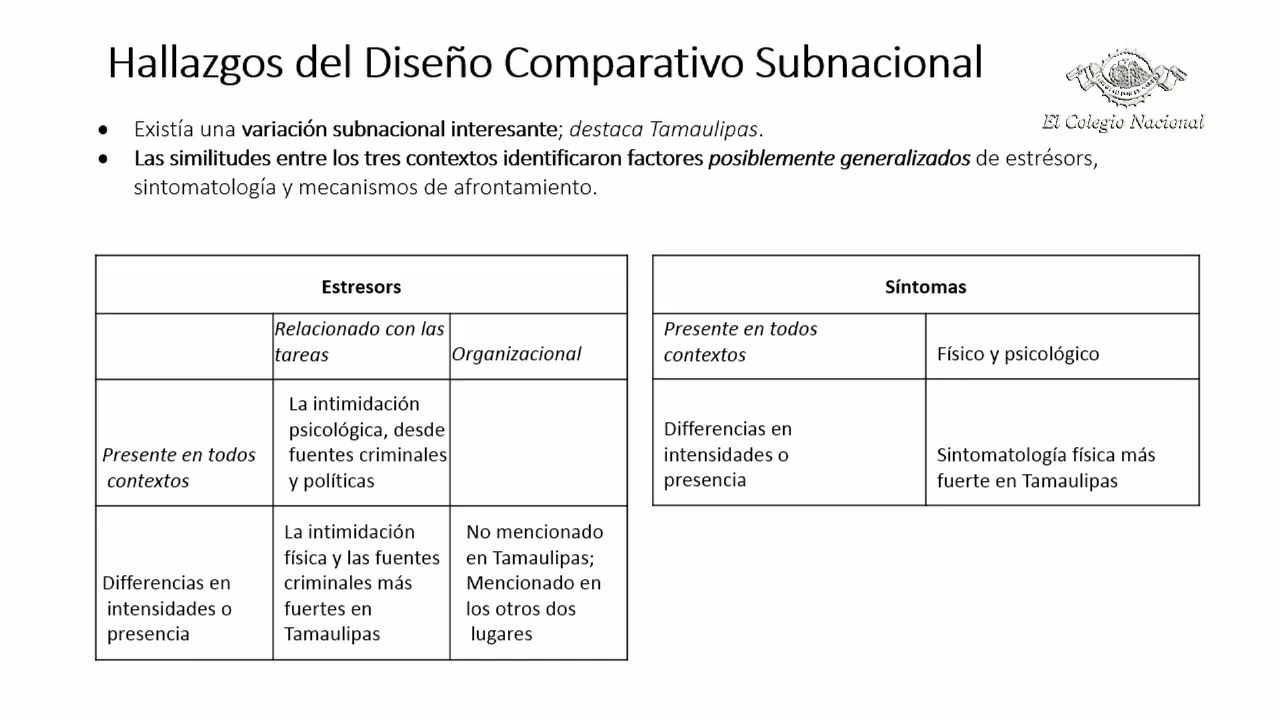 Hallazgos del Diseño Comparativo Subnacional
El Colegio Nacional
● Existía una variación subnacional interesante; destaca Tamaulipas.
● Las similitudes entre los tres contextos identificaron factores posiblemente generalizados de estrésors,
sintomatología y mecanismos de afrontamiento.
Estresors
Relacionado con las
tareas
Organizacional
Presente en todos
contextos
La intimidación
psicológica, desde
fuentes criminales
y políticas
Differencias en
intensidades o
presencia
La intimidación
física y las fuentes
criminales más
fuertes en
Tamaulipas
No mencionado
en Tamaulipas;
Mencionado en
los otros dos
lugares
Síntomas
Presente en todos
contextos
Físico y psicológico
Differencias en
intensidades o
presencia
Sintomatología física más
fuerte en Tamaulipas